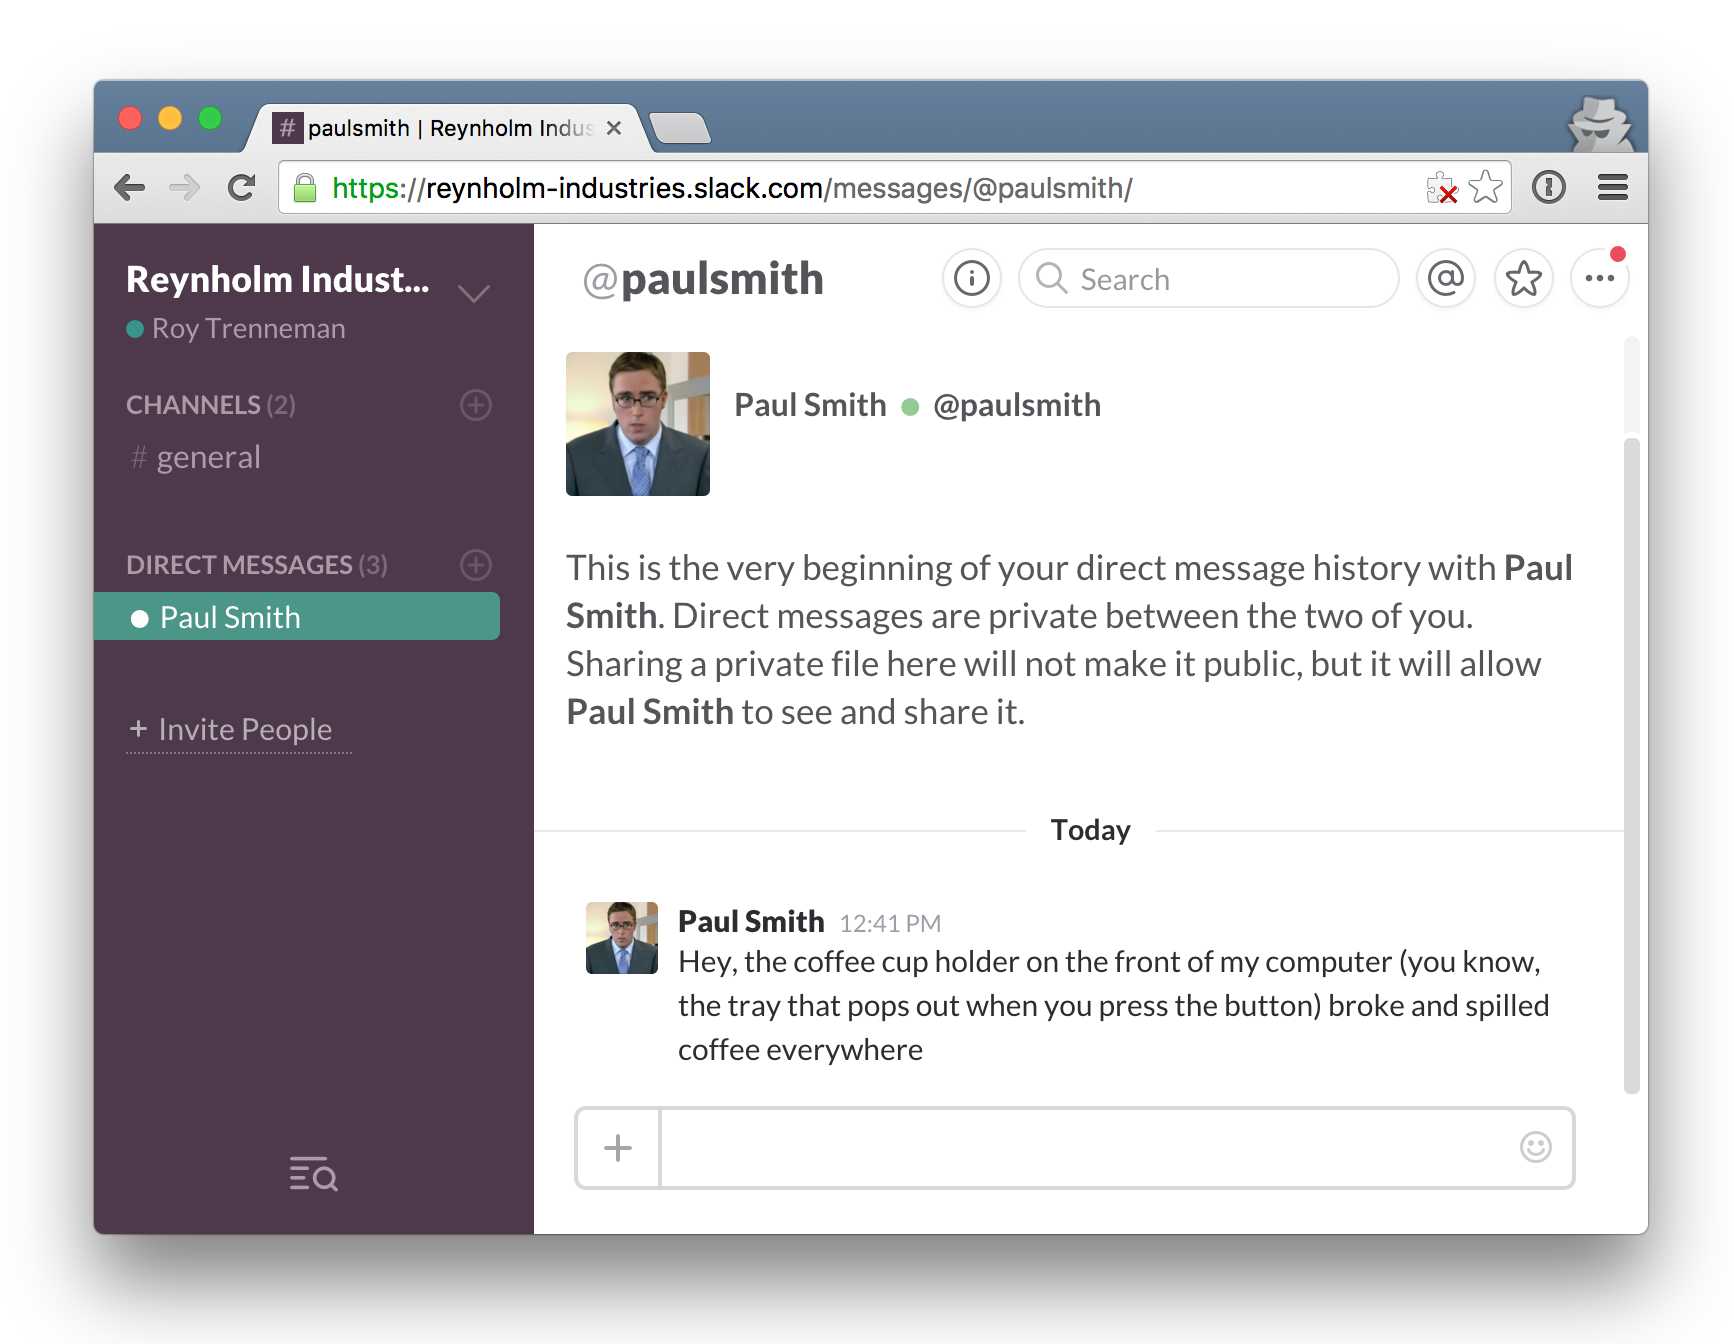 # paulsmith | Reynholm Indus
https://reynholm-industries.slack.com/messages/@paulsmith/
Reynholm Indust...
Roy Trenneman
CHANNELS (2)
# general
DIRECT MESSAGES (3)
Paul Smith
+ Invite People
@paulsmith
Search
Paul Smith @paulsmith
This is the very beginning of your direct message history with Paul
Smith. Direct messages are private between the two of you.
Sharing a private file here will not make it public, but it will allow
Paul Smith to see and share it.
Today
Paul Smith 12:41 PM
Hey, the coffee cup holder on the front of my computer (you know,
the tray that pops out when you press the button) broke and spilled
coffee everywhere